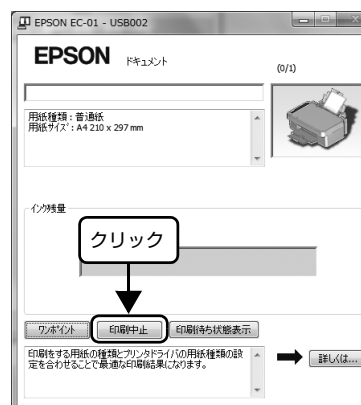 EPSON EC-01 - USB002
EPSON ドキュメント
(0/1)
用紙種類 : 普通紙
用紙サイズ : A4 210 x 297 mm
インク残量
クリック
ワンポイント 印刷中止 印刷待ち状態表示
印刷をする用紙の種類とプリンタドライバの用紙種類の設
定を合わせることで最適な印刷結果になります。
詳しくは...